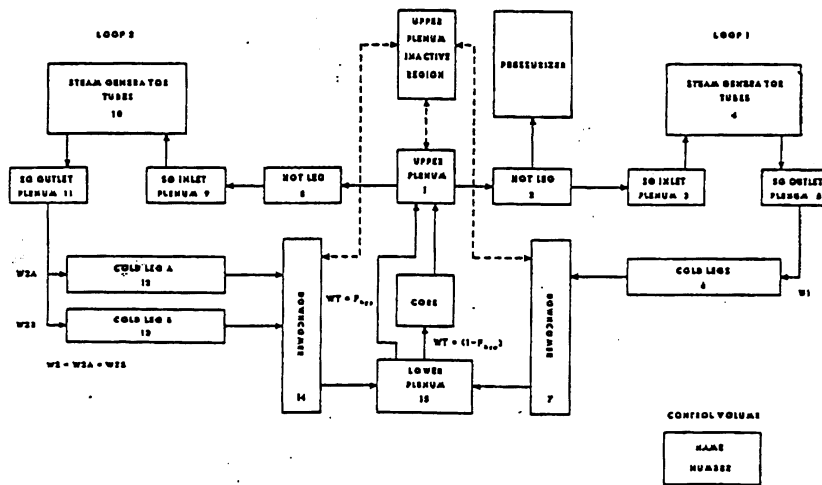 LOOP 2
UPPER
PLENUM
INACTIVE
REGION
PRESSURIZER
LOOP 1
STEAM GENERATOR
TUBES
10
STEAM GENERATOR
TUBES
4
SG OUTLET
PLENUM 11
SG INLET
PLENUM 9
HOT LEG
8
UPPER
PLENUM
1
HOT LEG
2
SG INLET
PLENUM 3
SG OUTLET
PLENUM 5
W2A
COLD LEG A
12
W2B
COLD LEG B
13
W2 = W2A + W2B
DOWNCOMER
14
WT *
CORE
WT *
LOWER
PLENUM
15
DOWNCOMER
7
COLD LEGS
6
W1
CONTROL VOLUME
NAME
NUMBER